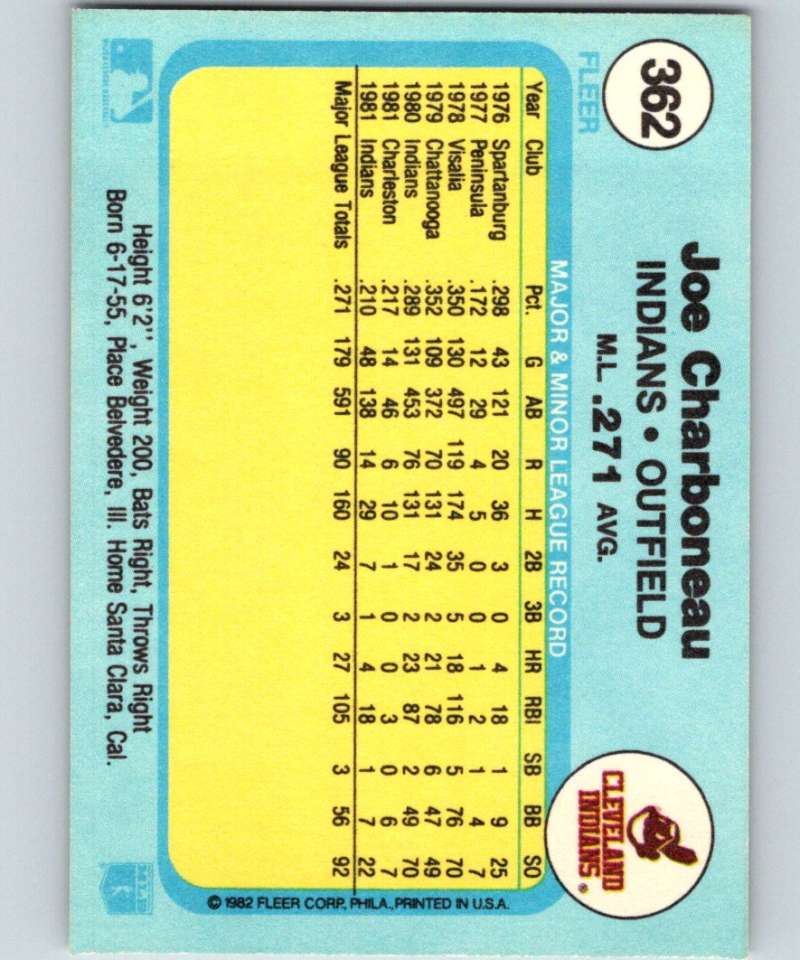 362
FLEER
Joe Charboneau
INDIANS • OUTFIELD
M.L. .271 AVG.
CLEVELAND
INDIANS ®
MAJOR & MINOR LEAGUE RECORD
Year Club Pct. G AB R H 2B 3B HR RBI SB BB SO
1976 Spartanburg .298 43 121 20 36 3 0 4 18 1 9 25
1977 Peninsula .172 12 29 4 5 0 0 1 2 1 4 7
1978 Visalia .350 130 497 119 174 35 5 18 116 5 76 70
1979 Chattanooga .352 109 372 70 131 24 2 21 78 6 47 49
1980 Indians .289 131 453 76 131 17 2 23 87 2 49 70
1981 Charleston .217 14 46 6 10 1 0 0 3 0 6 7
1981 Indians .210 48 138 14 29 7 1 4 18 1 7 22
Major League Totals .271 179 591 90 160 24 3 27 105 3 56 92
© 1982 FLEER CORP., PHILA., PRINTED IN U.S.A.
Height 6'2", Weight 200, Bats Right, Throws Right
Born 6-17-55, Place Belvedere, Ill. Home Santa Clara, Cal.